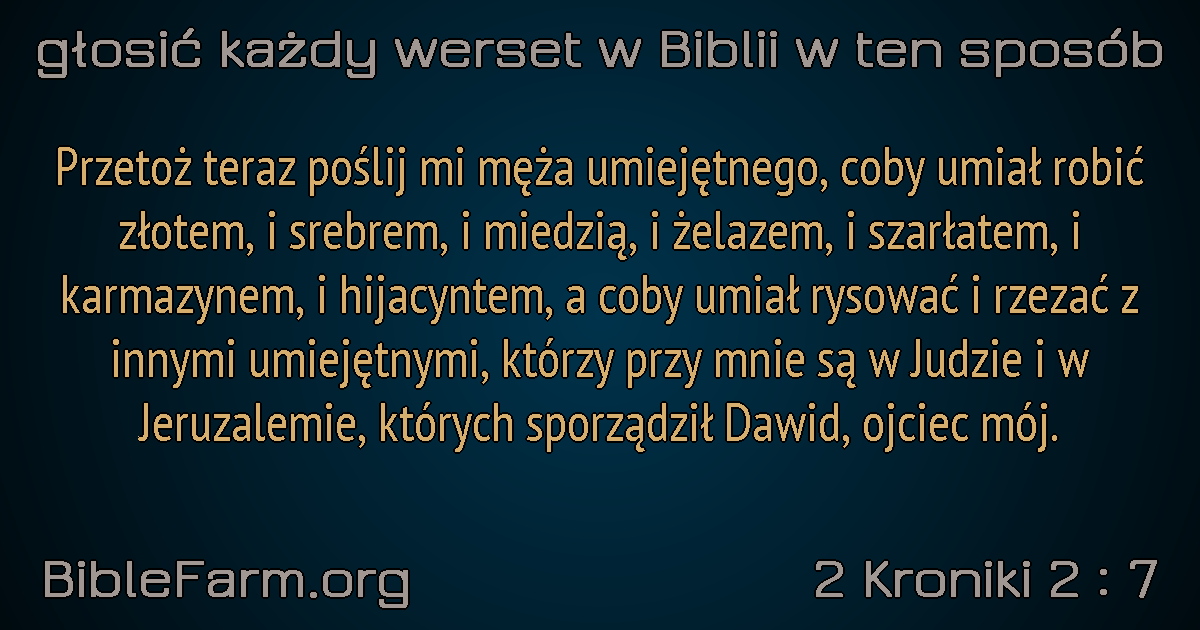 głosić każdy werset w Biblii w ten sposób
Przetoż teraz poślij mi męża umiejętnego, coby umiał robić
złotem, i srebrem, i miedzią, i żelazem, i szarłatem, i
karmazynem, i hijacyntem, a coby umiał rysować i rzezać z
innymi umiejętnymi, którzy przy mnie są w Judzie i w
Jeruzalemie, których sporządził Dawid, ojciec mój.
BibleFarm.org
2 Kroniki 2 : 7